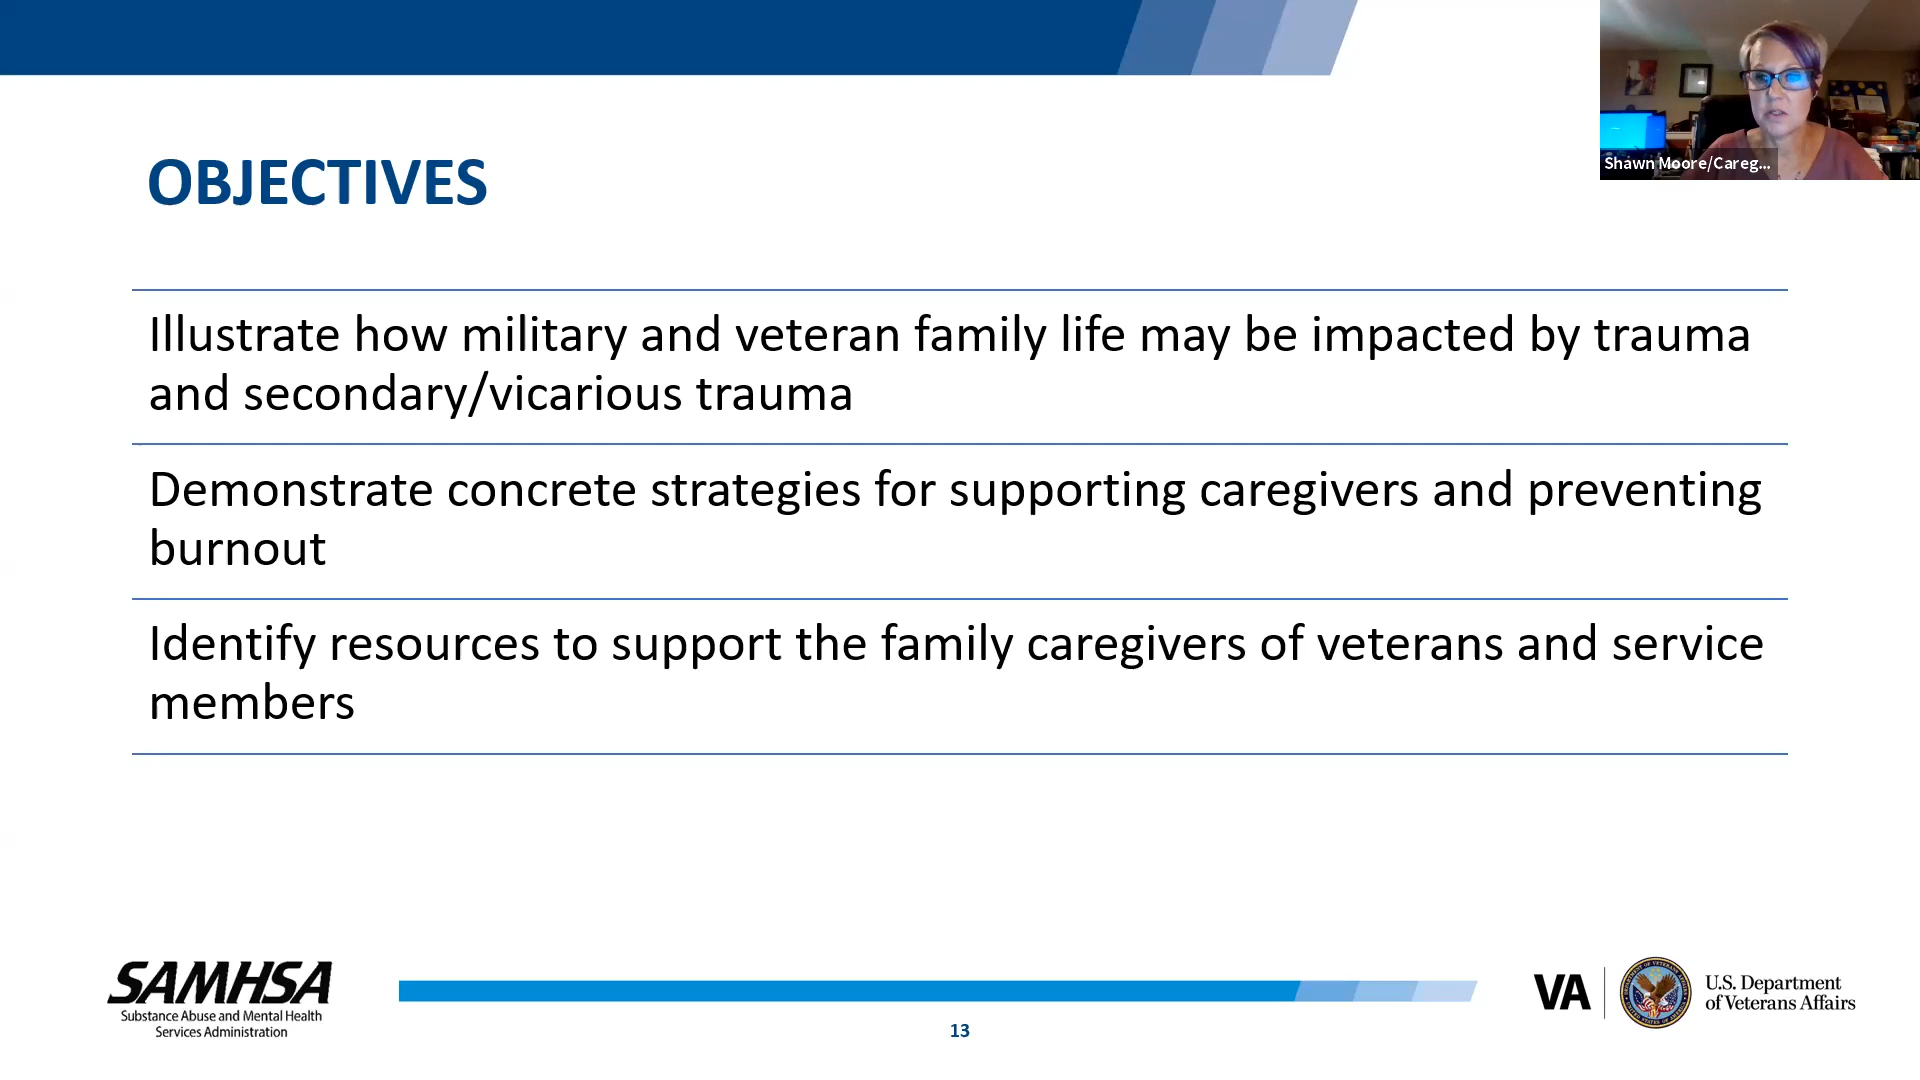 OBJECTIVES
Shawn Moore/Careg...
Illustrate how military and veteran family life may be impacted by trauma
and secondary/vicarious trauma
Demonstrate concrete strategies for supporting caregivers and preventing
burnout
Identify resources to support the family caregivers of veterans and service
members
SAMHSA
Substance Abuse and Mental Health
Services Administration
13
VA
U.S. Department
of Veterans Affairs